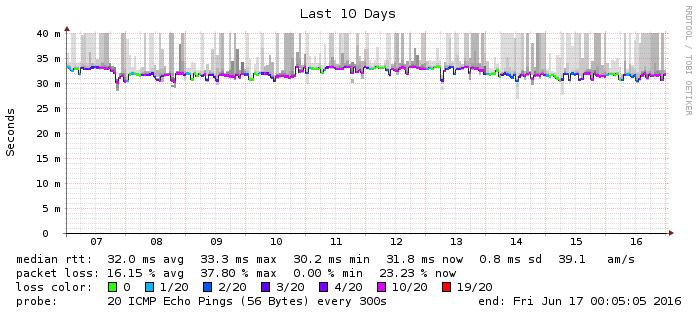 Last 10 Days
RRDTOOL / TOBI OETIKER
Seconds
40 m
35 m
30 m
25 m
20 m
15 m
10 m
5 m
0
07 08 09 10 11 12 13 14 15 16
median rtt: 32.0 ms avg 33.3 ms max 30.2 ms min 31.8 ms now 0.8 ms sd 39.1 am/s
packet loss: 16.15 % avg 37.80 % max 0.00 % min 23.23 % now
loss color: 0 1/20 2/20 3/20 4/20 10/20 19/20
probe: 20 ICMP Echo Pings (56 Bytes) every 300s end: Fri Jun 17 00:05:05 2016